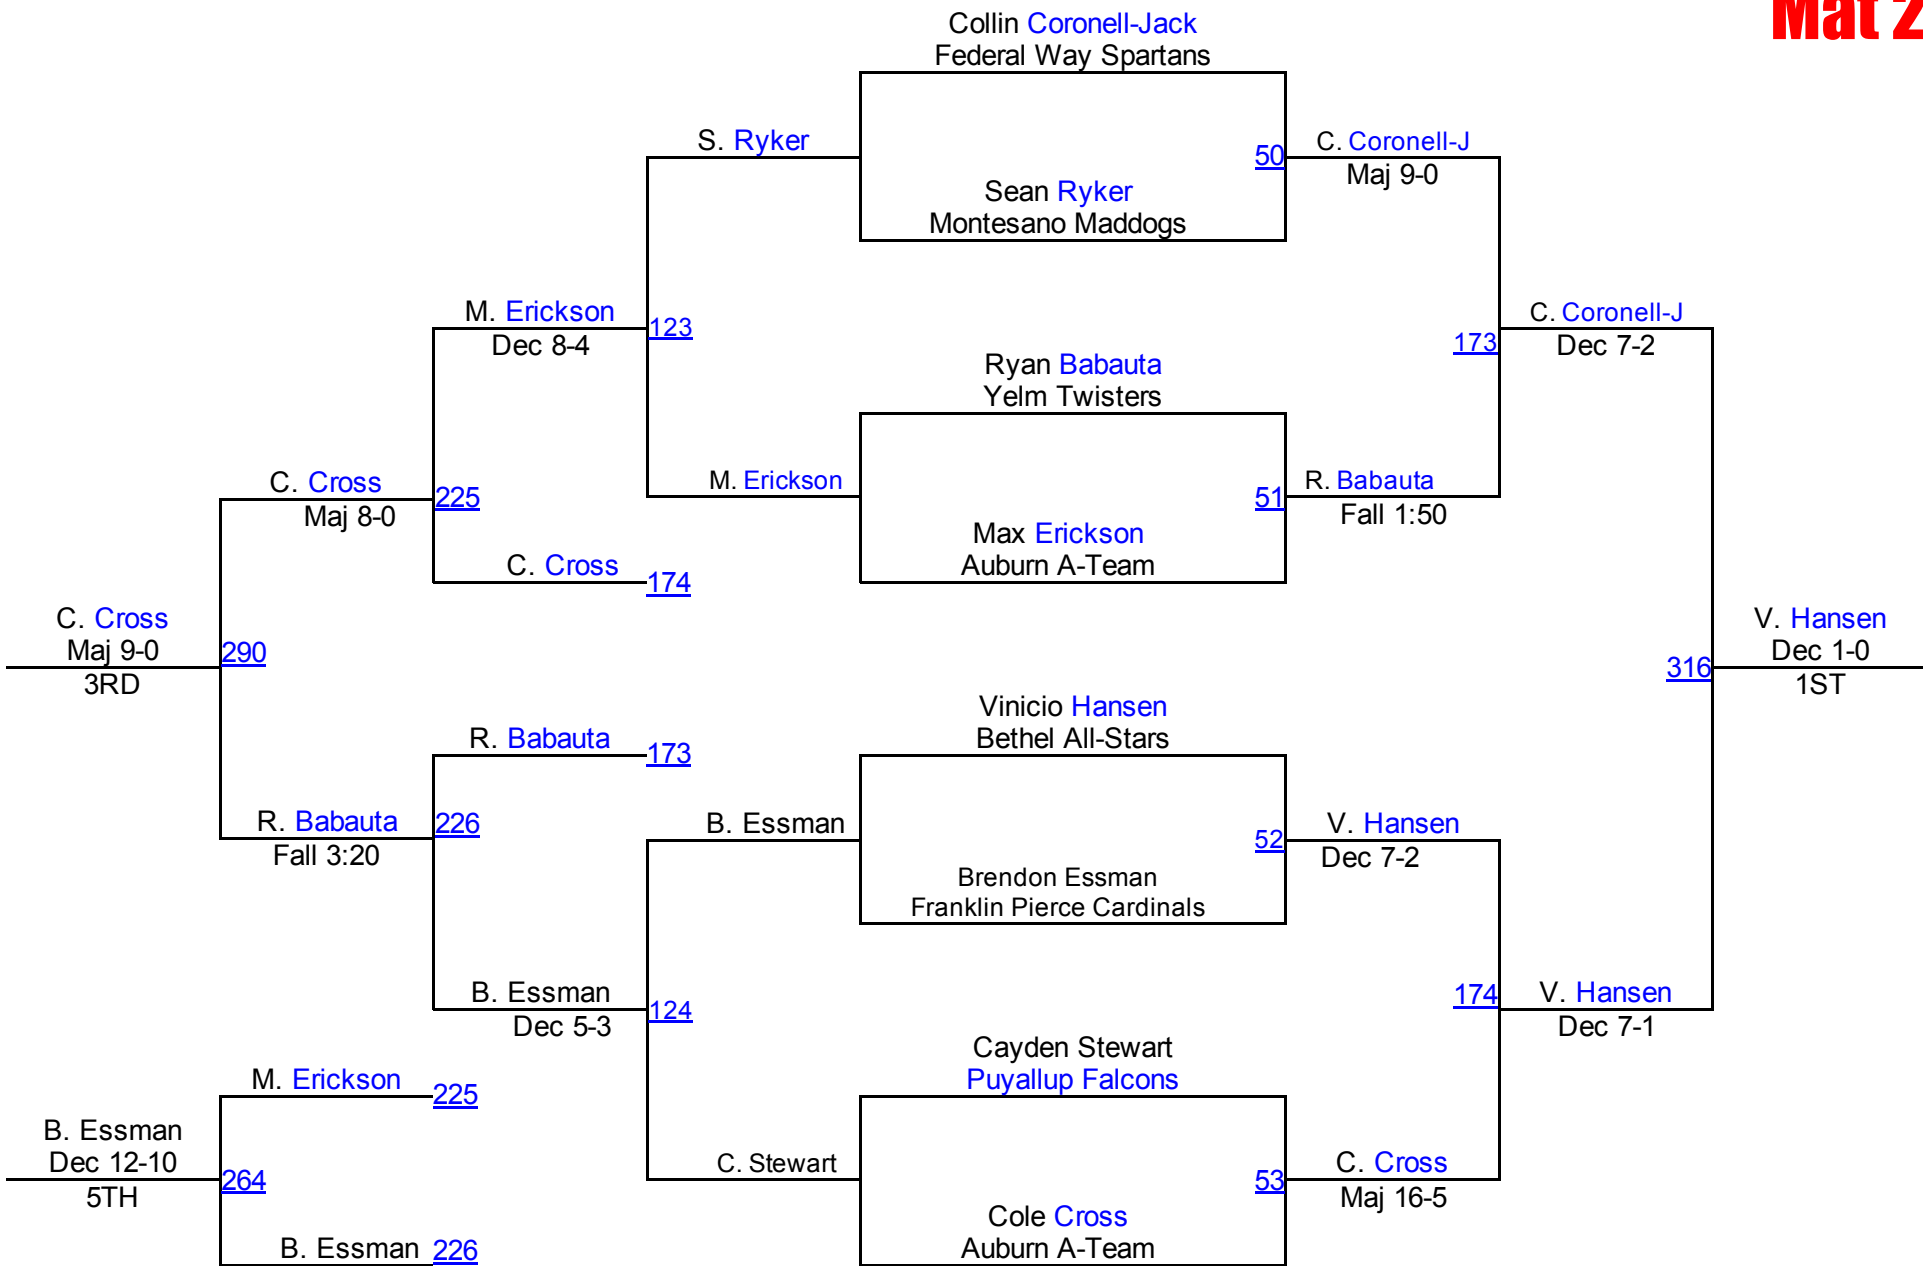 Mat 2
Collin Coronell-Jack
Federal Way Spartans
S. Ryker
50
C. Coronell-J
Maj 9-0
Sean Ryker
Montesano Maddogs
M. Erickson
Dec 8-4
123
C. Coronell-J
Dec 7-2
173
Ryan Babauta
Yelm Twisters
C. Cross
Maj 8-0
225
M. Erickson
51
R. Babauta
Fall 1:50
Max Erickson
Auburn A-Team
C. Cross
174
C. Cross
Maj 9-0
3RD
290
V. Hansen
Dec 1-0
1ST
316
Vinicio Hansen
Bethel All-Stars
R. Babauta
173
R. Babauta
Fall 3:20
226
B. Essman
52
V. Hansen
Dec 7-2
Brendon Essman
Franklin Pierce Cardinals
B. Essman
Dec 5-3
124
174
V. Hansen
Dec 7-1
Cayden Stewart
Puyallup Falcons
M. Erickson
225
B. Essman
Dec 12-10
5TH
264
C. Stewart
53
C. Cross
Maj 16-5
Cole Cross
Auburn A-Team
B. Essman
226